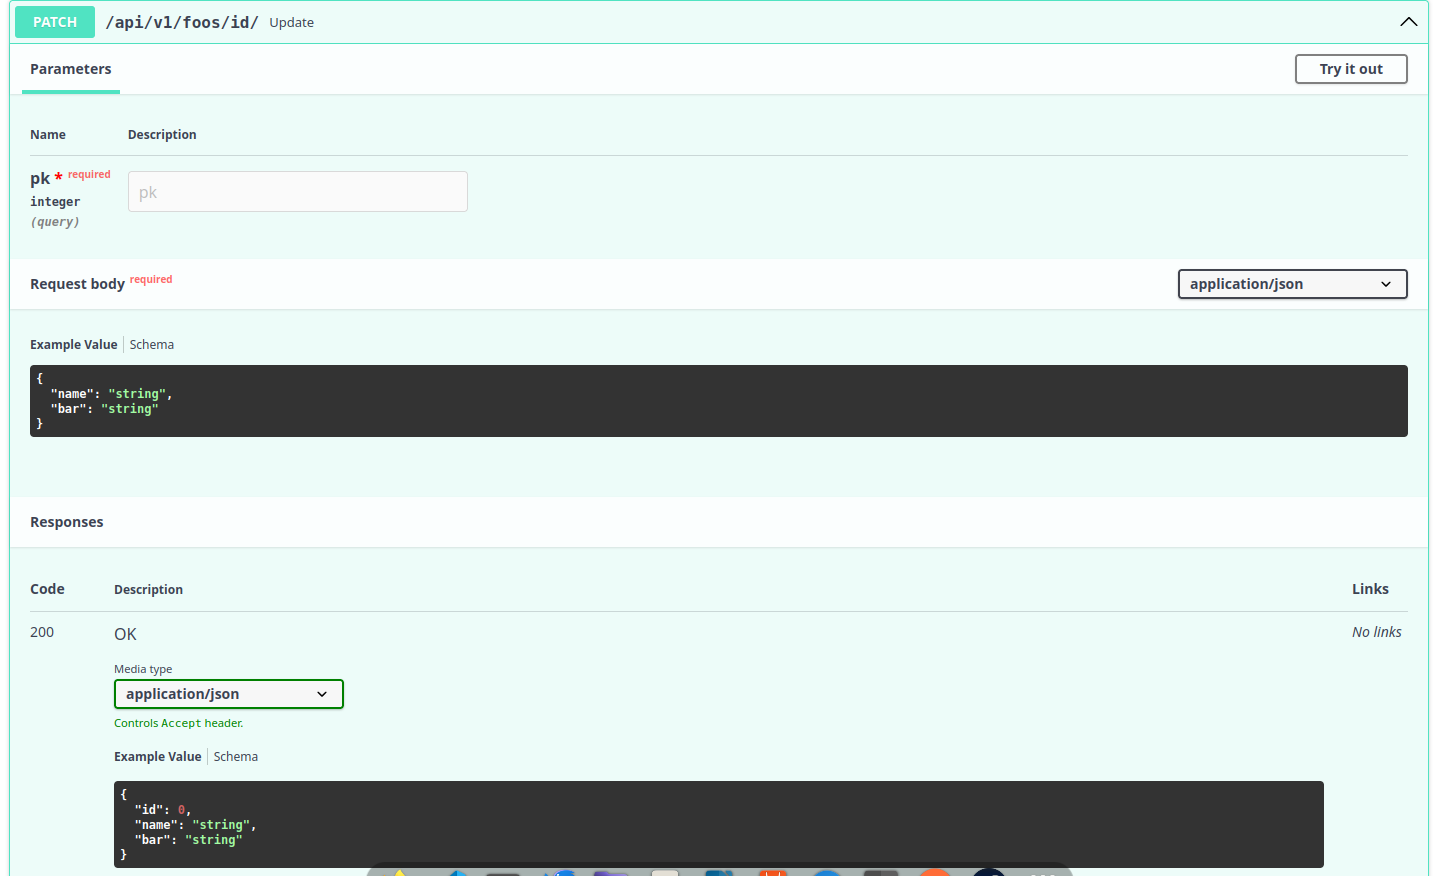 PATCH /api/v1/foos/id/ Update
Parameters Try it out
Name Description
pk * required
integer
(query)
pk
Request body required application/json
Example Value Schema
{
"name": "string",
"bar": "string"
}
Responses
Code Description Links
200 OK No links
Media type
application/json
Controls Accept header.
Example Value Schema
{
"id": 0,
"name": "string",
"bar": "string"
}